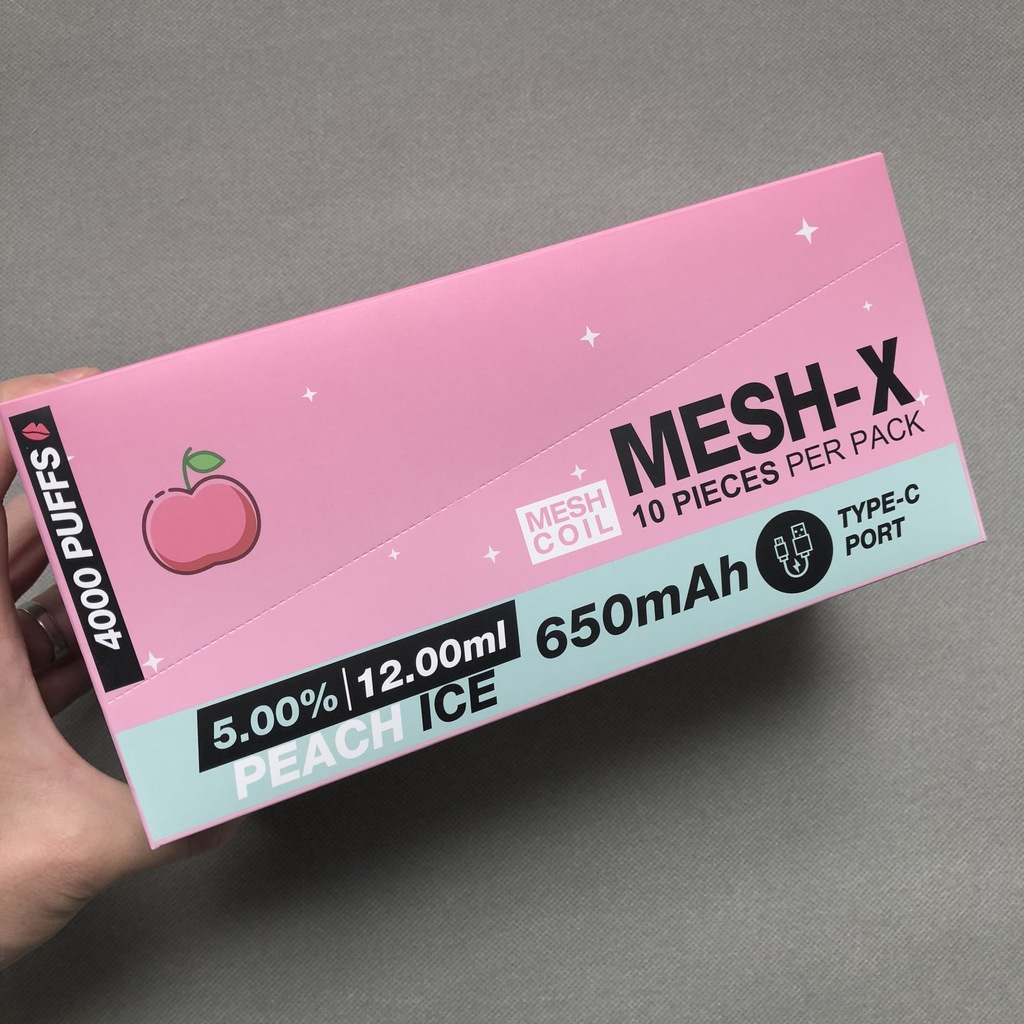 4000 PUFFS
MESH-X
10 PIECES PER PACK
MESH
COIL
TYPE-C
PORT
650mAh
5.00% | 12.00ml
PEACH ICE